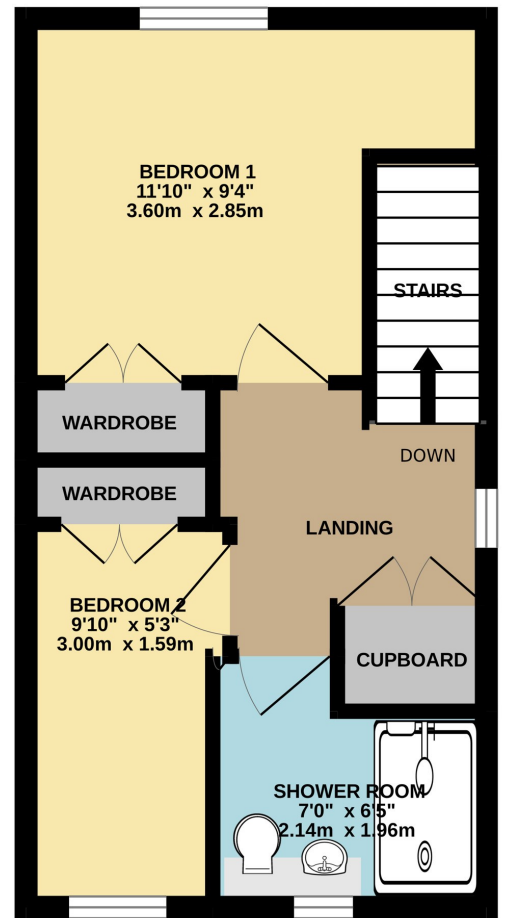 BEDROOM 1
11'10" x 9'4"
3.60m x 2.85m
STAIRS
WARDROBE
DOWN
WARDROBE
LANDING
BEDROOM 2
9'10" x 5'3"
3.00m x 1.59m
CUPBOARD
SHOWER ROOM
7'0" x 6'5"
2.14m x 1.96m